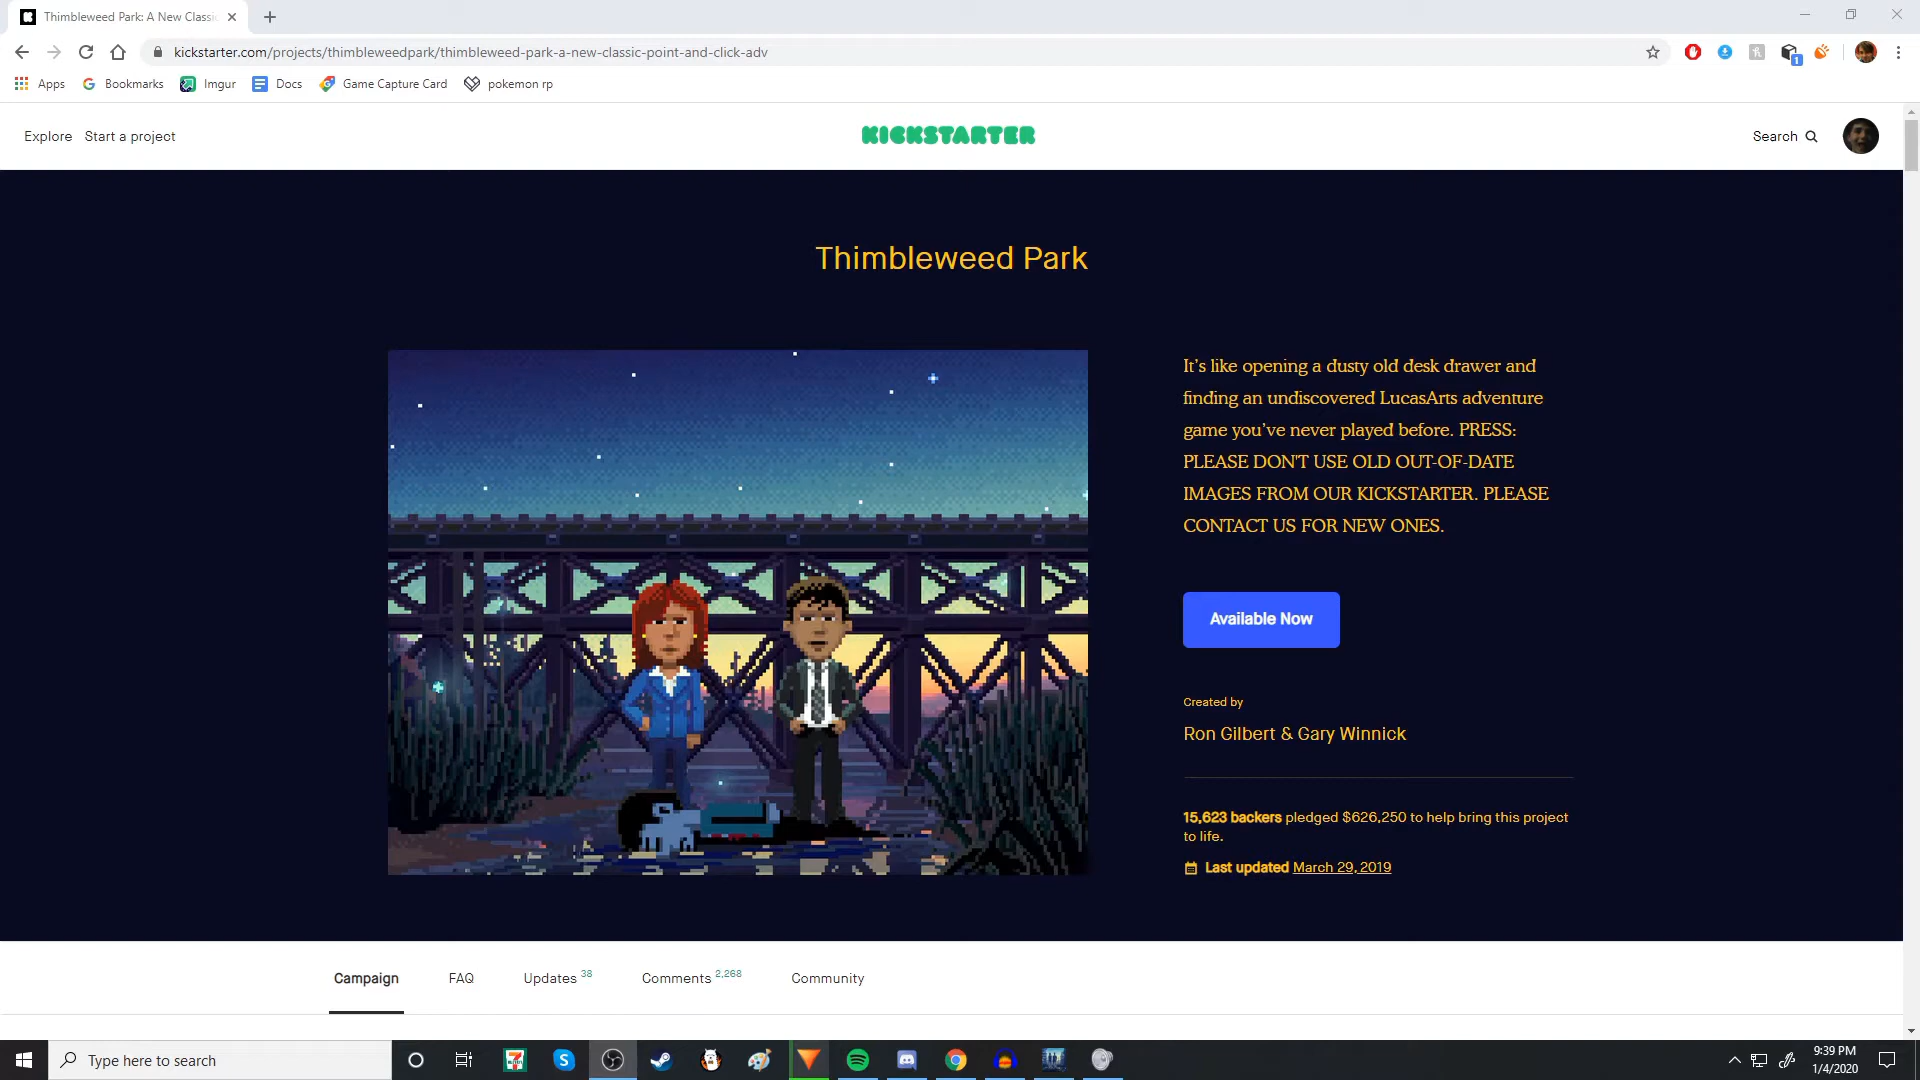 Thimbleweed Park: A New Classic
kickstarter.com/projects/thimbleweedpark/thimbleweed-park-a-new-classic-point-and-click-adv
1
Apps Bookmarks Imgur Docs Game Capture Card pokemon rp
Explore Start a project KICKSTARTER Search
Thimbleweed Park
It's like opening a dusty old desk drawer and
finding an undiscovered LucasArts adventure
game you've never played before. PRESS:
PLEASE DON'T USE OLD OUT-OF-DATE
IMAGES FROM OUR KICKSTARTER. PLEASE
CONTACT US FOR NEW ONES.
Available Now
Created by
Ron Gilbert & Gary Winnick
15,623 backers pledged $626,250 to help bring this project
to life.
Last updated March 29, 2019
Campaign FAQ Updates 38 Comments 2,268 Community
Type here to search
9:39 PM
1/4/2020